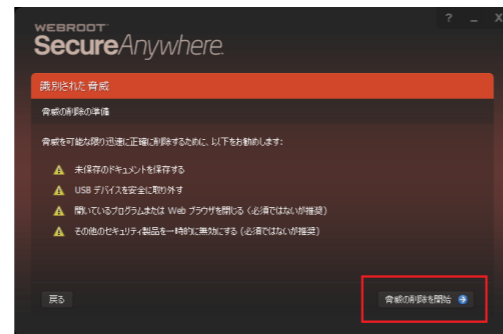 ? _ X
WEBROOT
SecureAnywhere.
識別された脅威
脅威の削除の準備
脅威を可能な限り迅速に正確に削除するために、以下をお勧めします:
未保存のドキュメントを保存する
USB デバイスを安全に取り外す
開いているプログラムまたは Web ブラウザを閉じる (必須ではないが推奨)
その他のセキュリティ製品を一時的に無効にする (必須ではないが推奨)
戻る
脅威の削除を開始